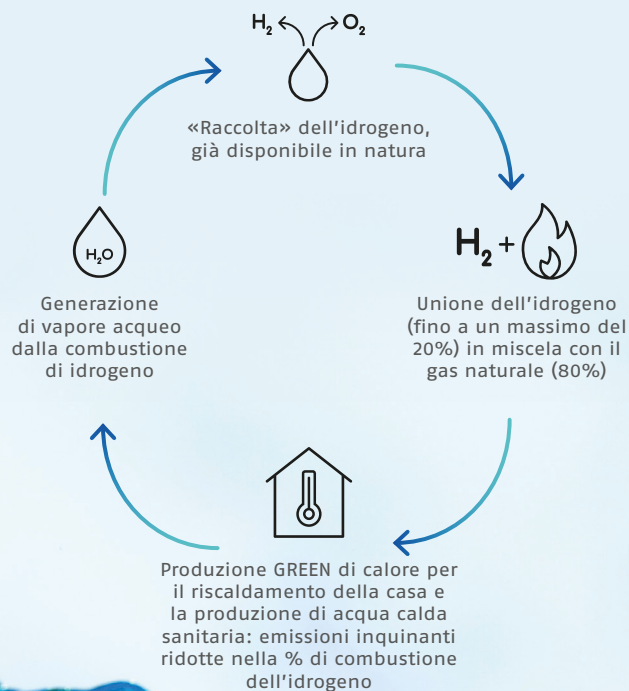 H₂ O₂
«Raccolta» dell'idrogeno,
già disponibile in natura
H₂ +
Unione dell'idrogeno
(fino a un massimo del
20%) in miscela con il
gas naturale (80%)
Produzione GREEN di calore per
il riscaldamento della casa e
la produzione di acqua calda
sanitaria: emissioni inquinanti
ridotte nella % di combustione
dell'idrogeno
H₂O
Generazione
di vapore acqueo
dalla combustione
di idrogeno